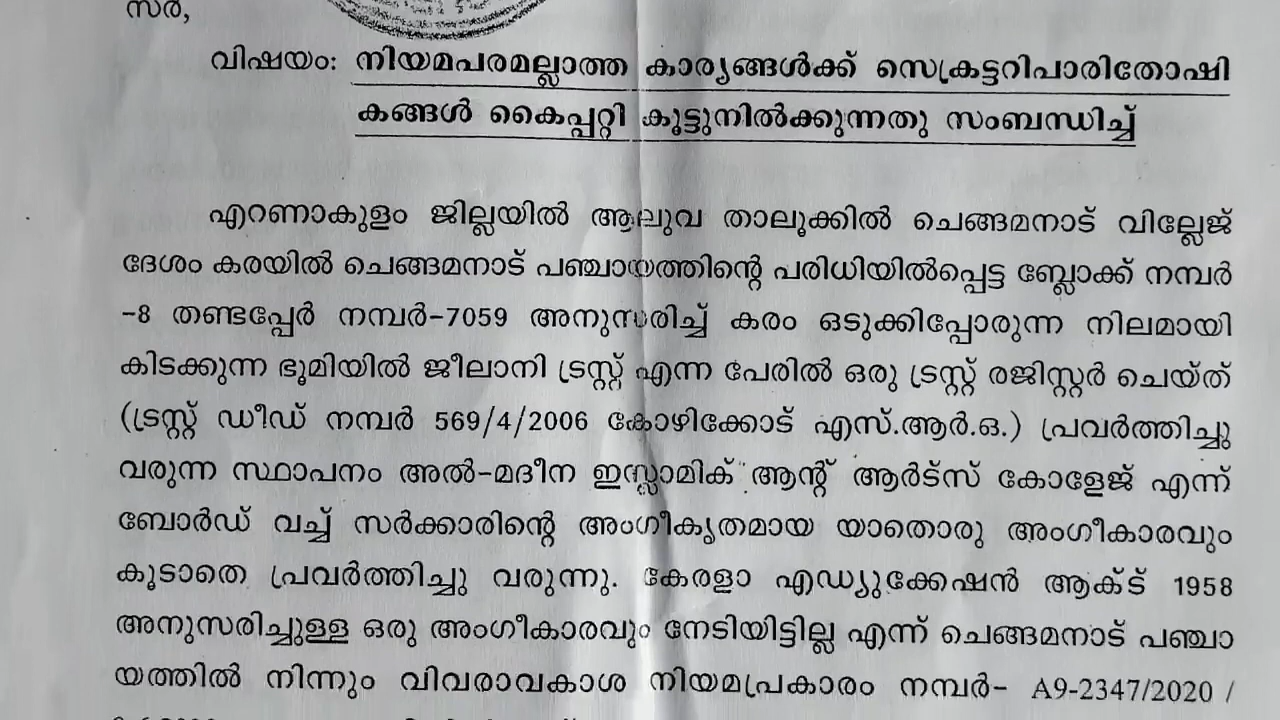 സര്‍,
വിഷയം: നിയമപരമല്ലാത്ത കാര്യങ്ങൾക്ക് സെക്രട്ടറിപാരിതോഷി
കങ്ങൾ കൈപ്പറ്റി കൂട്ടുനിൽക്കുന്നതു സംബന്ധിച്ച്
എറണാകുളം ജില്ലയിൽ ആലുവ താലൂക്കിൽ ചെങ്ങമനാട് വില്ലേജ്
ദേശം കരയിൽ ചെങ്ങമനാട് പഞ്ചായത്തിന്റെ പരിധിയിൽപ്പെട്ട ബ്ലോക്ക് നമ്പർ
-8 തണ്ടപ്പേർ നമ്പർ-7059 അനുസരിച്ച് കരം ഒടുക്കിപ്പോരുന്ന നിലമായി
കിടക്കുന്ന ഭൂമിയിൽ ജീലാനി ട്രസ്റ്റ് എന്ന പേരിൽ ഒരു ട്രസ്റ്റ് രജിസ്റ്റർ ചെയ്ത്
(ട്രസ്റ്റ് ഡീഡ് നമ്പർ 569/4/2006 കോഴിക്കോട് എസ്.ആർ.ഒ.) പ്രവർത്തിച്ചു
വരുന്ന സ്ഥാപനം അൽ-മദീന ഇസ്ലാമിക് ആന്റ് ആർട്സ് കോളേജ് എന്ന്
ബോർഡ് വച്ച് സർക്കാരിന്റെ അംഗീകൃതമായ യാതൊരു അംഗീകാരവും
കൂടാതെ പ്രവർത്തിച്ചു വരുന്നു. കേരളാ എഡ്യുക്കേഷൻ ആക്ട് 1958
അനുസരിച്ചുള്ള ഒരു അംഗീകാരവും നേടിയിട്ടില്ല എന്ന് ചെങ്ങമനാട് പഞ്ചാ
യത്തിൽ നിന്നും വിവരാവകാശ നിയമപ്രകാരം നമ്പർ- A9-2347/2020 /